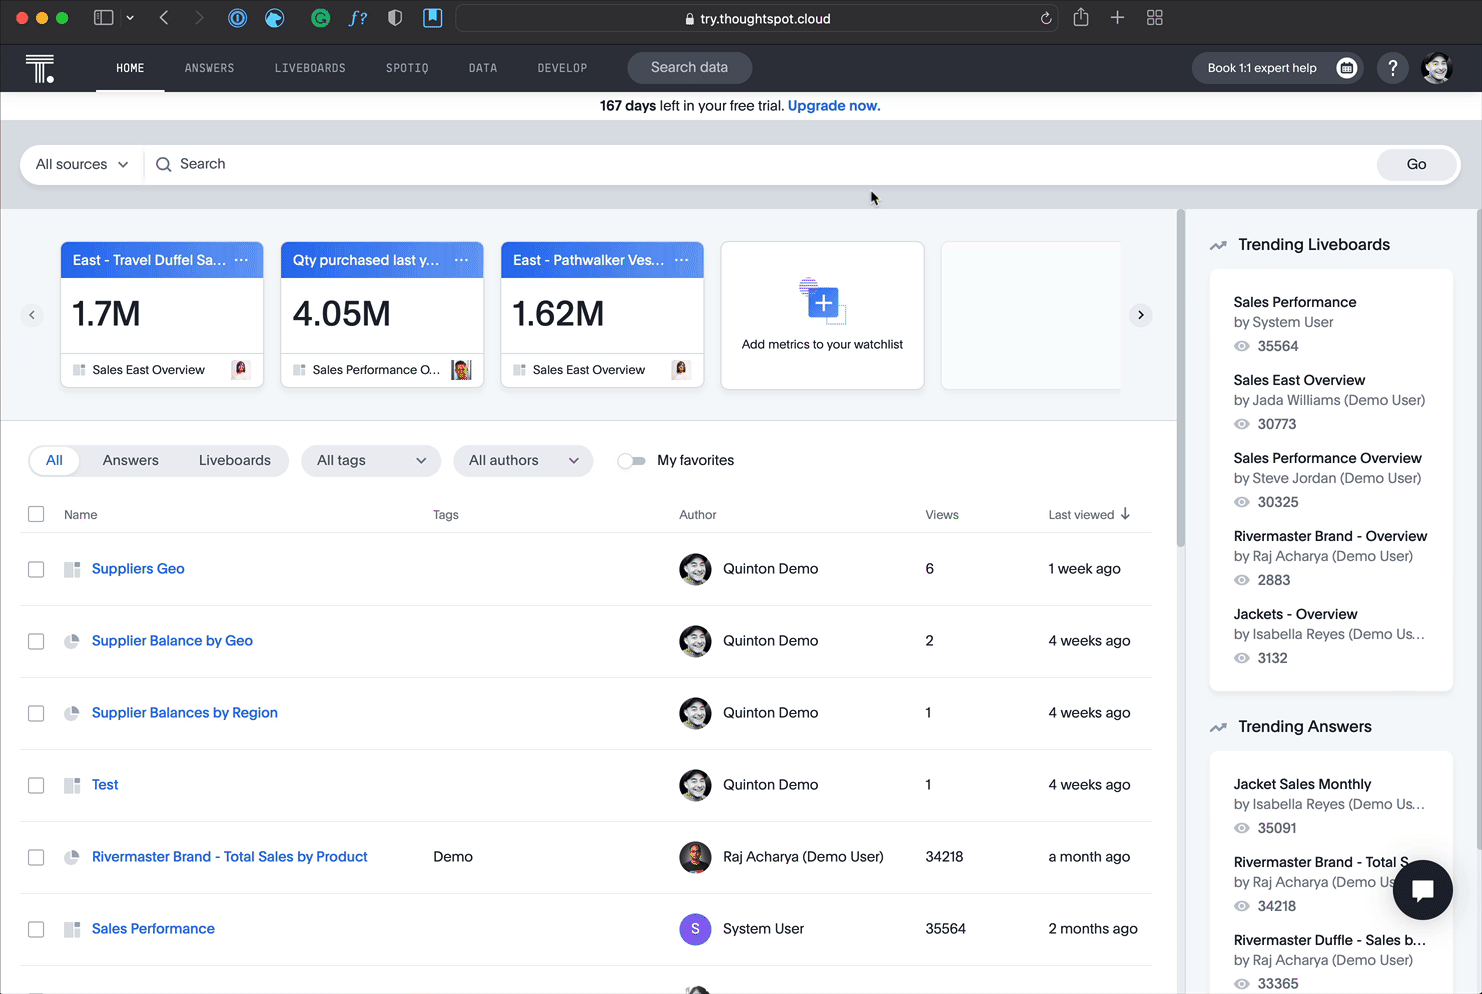 try.thoughtspot.cloud
HOME ANSWERS LIVEBOARDS SPOTIQ DATA DEVELOP Search data Book 1:1 expert help ?
167 days left in your free trial. Upgrade now.
All sources Search Go
East - Travel Duffel Sa... ...
1.7M
Sales East Overview
Qty purchased last y... ...
4.05M
Sales Performance O...
East - Pathwalker Ves... ...
1.62M
Sales East Overview
Add metrics to your watchlist
All Answers Liveboards All tags All authors My favorites
Name Tags Author Views Last viewed
Suppliers Geo Quinton Demo 6 1 week ago
Supplier Balance by Geo Quinton Demo 2 4 weeks ago
Supplier Balances by Region Quinton Demo 1 4 weeks ago
Test Quinton Demo 1 4 weeks ago
Rivermaster Brand - Total Sales by Product Demo Raj Acharya (Demo User) 34218 a month ago
Sales Performance S System User 35564 2 months ago
Trending Liveboards
Sales Performance
by System User
35564
Sales East Overview
by Jada Williams (Demo User)
30773
Sales Performance Overview
by Steve Jordan (Demo User)
30325
Rivermaster Brand - Overview
by Raj Acharya (Demo User)
2883
Jackets - Overview
by Isabella Reyes (Demo Us...
3132
Trending Answers
Jacket Sales Monthly
by Isabella Reyes (Demo Us...
35091
Rivermaster Brand - Total S
by Raj Acharya (Demo Us
34218
Rivermaster Duffle - Sales b...
by Raj Acharya (Demo User)
33365